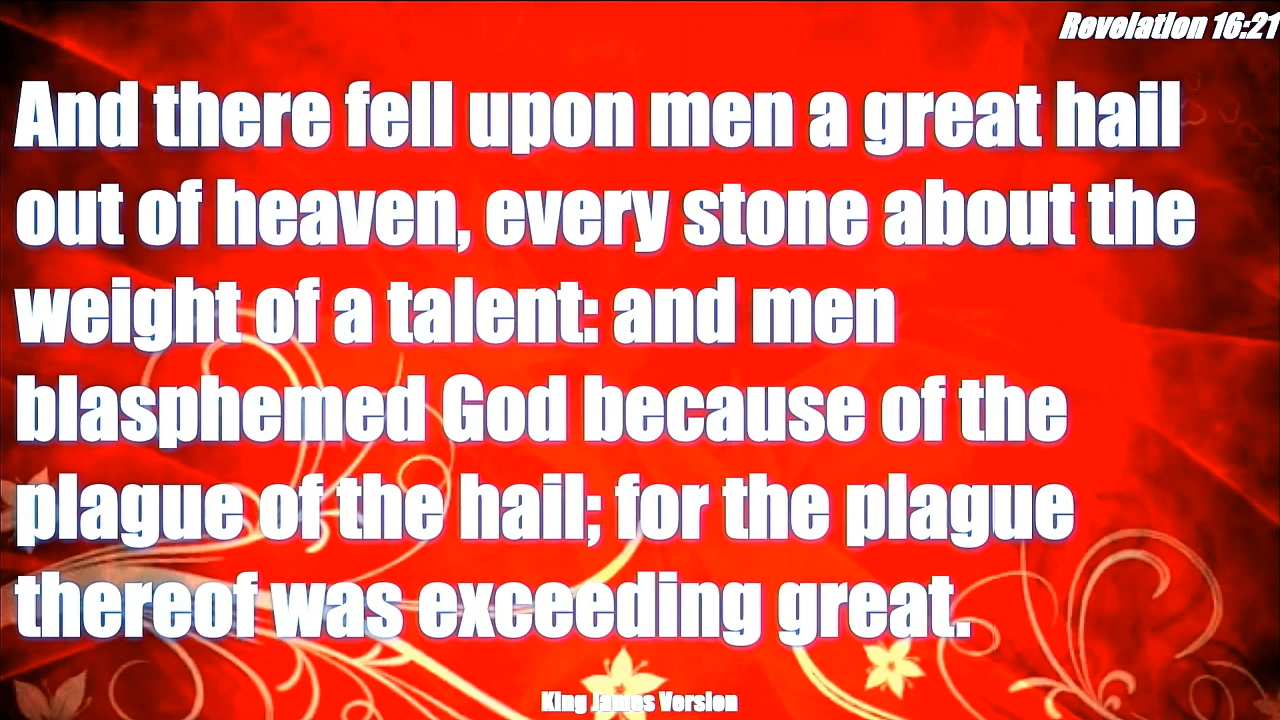 Revelation 16:21
And there fell upon men a great hail
out of heaven, every stone about the
weight of a talent: and men
blasphemed God because of the
plague of the hail; for the plague
thereof was exceeding great.
King James Version